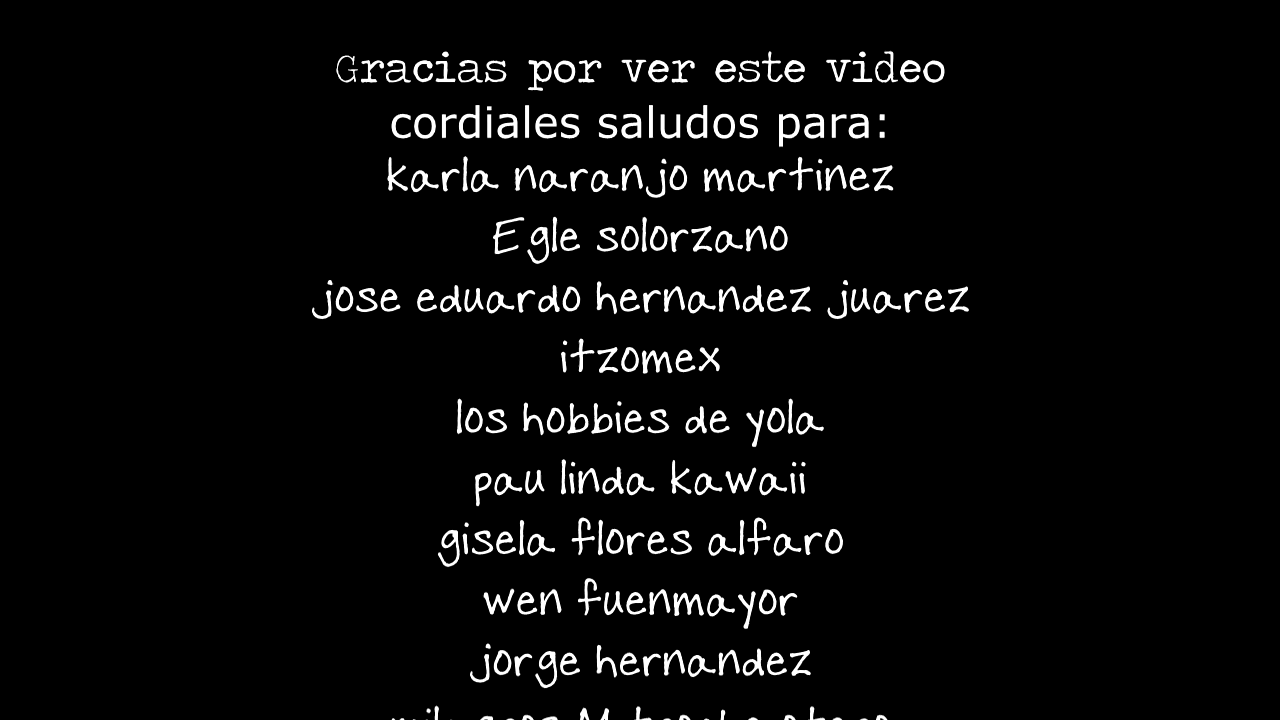 Gracias por ver este video
cordiales saludos para:
karla naranjo martinez
Egle solorzano
jose eduardo hernandez juarez
itzomex
los hobbies de yola
pau linda kawaii
gisela flores alfaro
wen fuenmayor
jorge hernandez